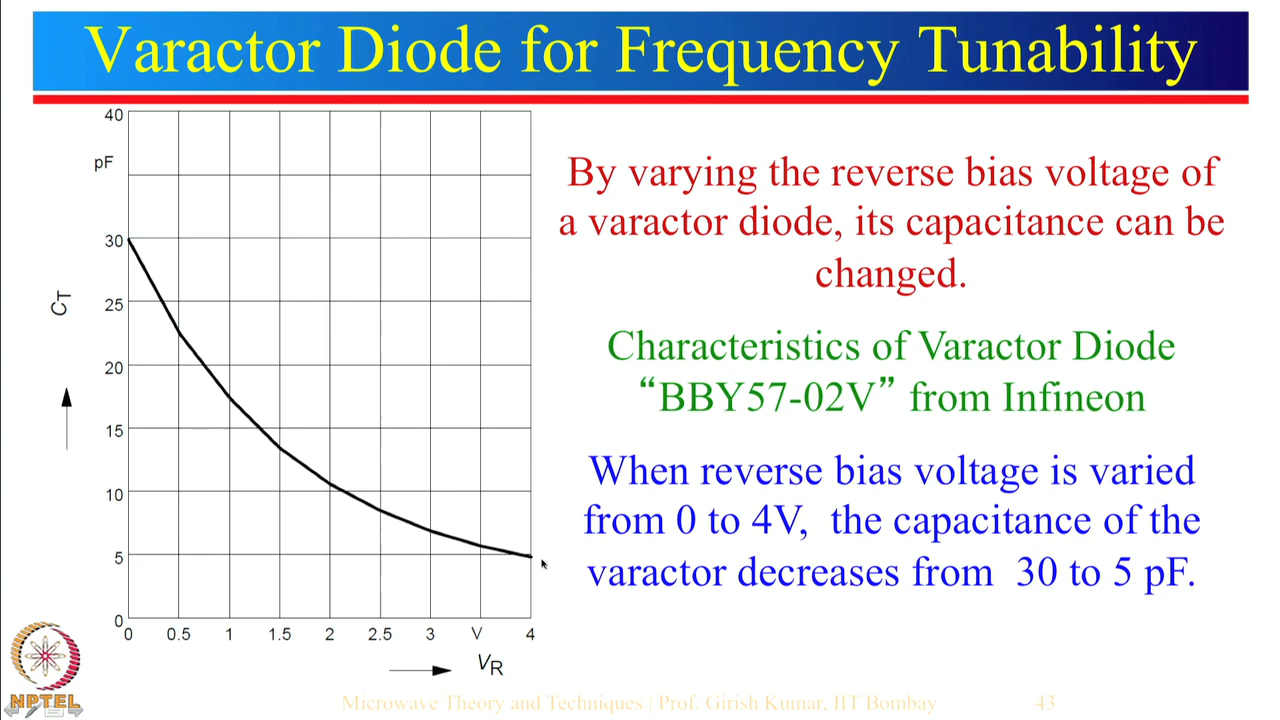 Varactor Diode for Frequency Tunability
40
pF
30
25
20
15
10
5
0
CT
0 0.5 1 1.5 2 2.5 3 V 4
VR
By varying the reverse bias voltage of
a varactor diode, its capacitance can be
changed.
Characteristics of Varactor Diode
“BBY57-02V” from Infineon
When reverse bias voltage is varied
from 0 to 4V, the capacitance of the
varactor decreases from 30 to 5 pF.
NPTEL
Microwave Theory and Techniques | Prof. Girish Kumar, IIT Bombay
43